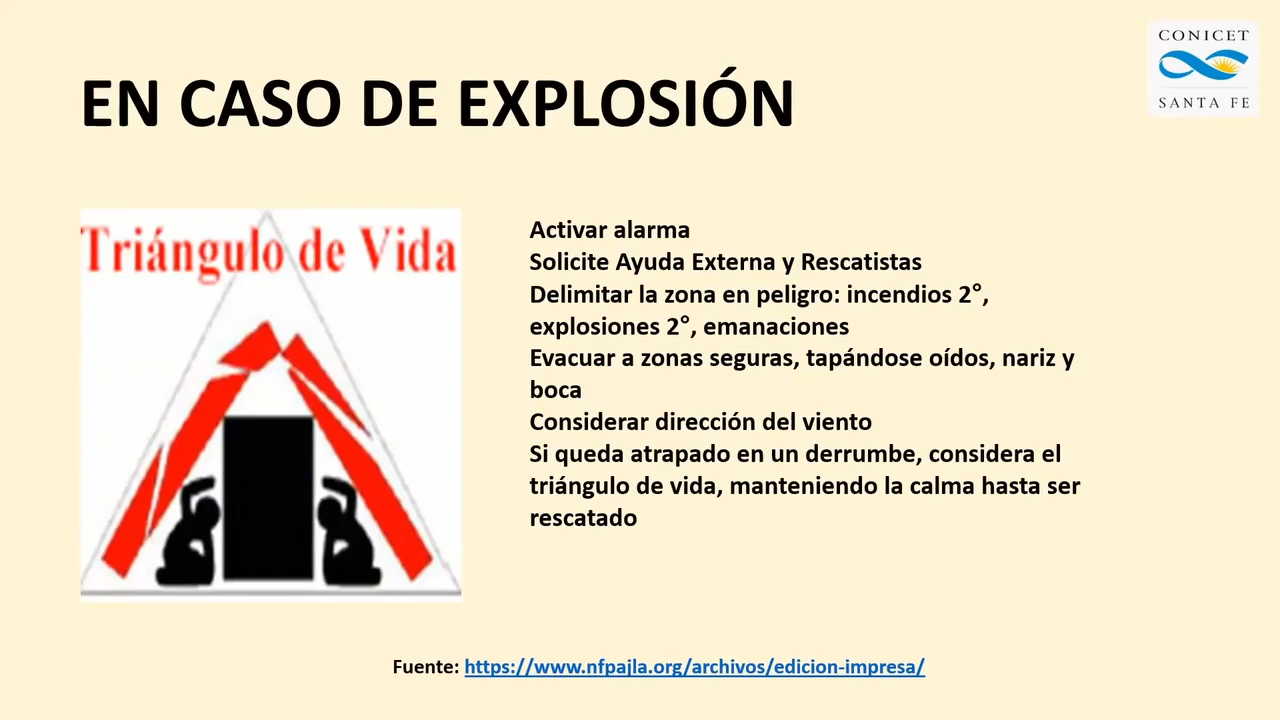 CONICET
SANTA FE
EN CASO DE EXPLOSIÓN
Triángulo de Vida
Activar alarma
Solicite Ayuda Externa y Rescatistas
Delimitar la zona en peligro: incendios 2°,
explosiones 2°, emanaciones
Evacuar a zonas seguras, tapándose oídos, nariz y
boca
Considerar dirección del viento
Si queda atrapado en un derrumbe, considera el
triángulo de vida, manteniendo la calma hasta ser
rescatado
Fuente: https://www.nfpajla.org/archivos/edicion-impresa/